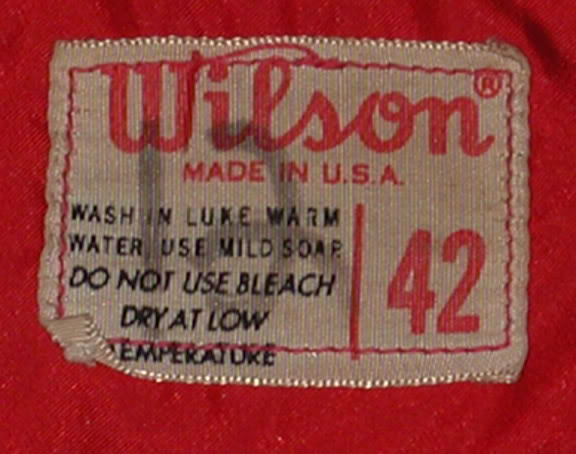 Wilson®
MADE IN U.S.A.
WASH IN LUKE WARM
WATER USE MILD SOAP
DO NOT USE BLEACH
DRY AT LOW
TEMPERATURE
42